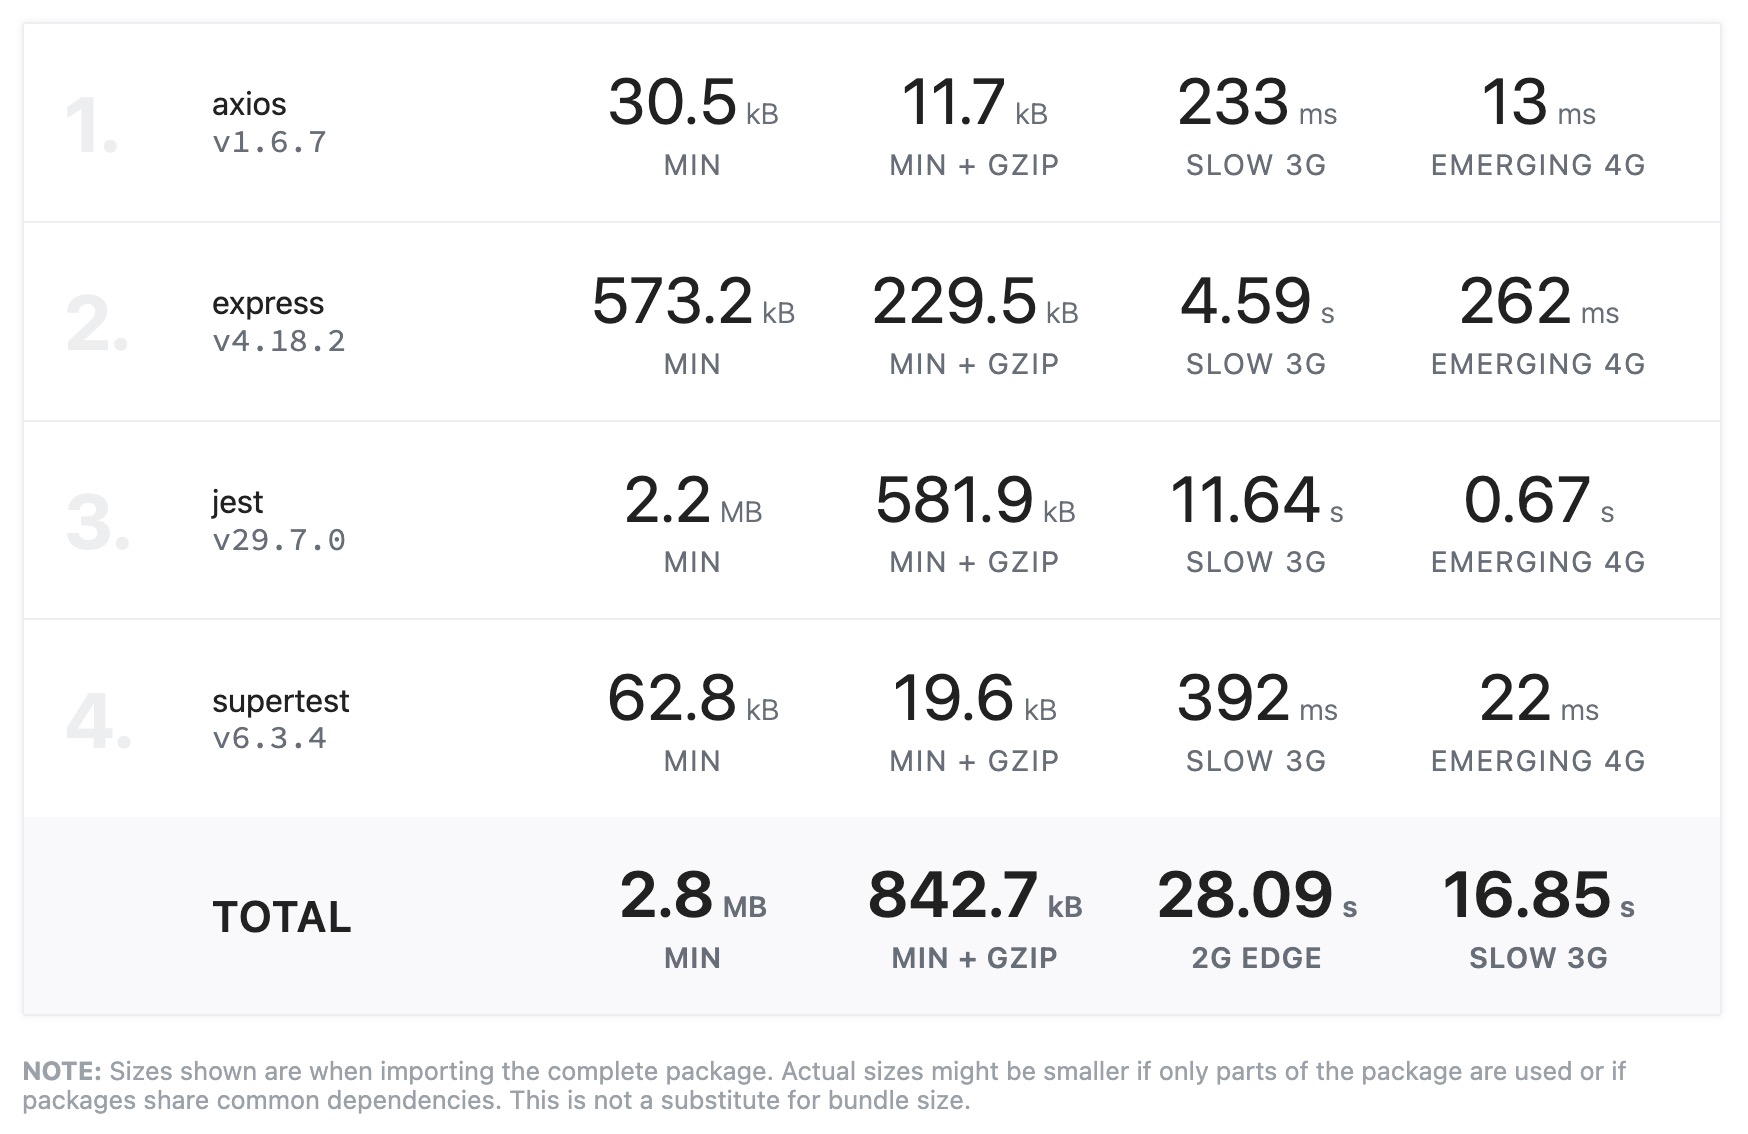 1.
axios
v1.6.7
30.5 kB
MIN
11.7 kB
MIN + GZIP
233 ms
SLOW 3G
13 ms
EMERGING 4G
2.
express
v4.18.2
573.2 kB
MIN
229.5 kB
MIN + GZIP
4.59 s
SLOW 3G
262 ms
EMERGING 4G
3.
jest
v29.7.0
2.2 MB
MIN
581.9 kB
MIN + GZIP
11.64 s
SLOW 3G
0.67 s
EMERGING 4G
4.
supertest
v6.3.4
62.8 kB
MIN
19.6 kB
MIN + GZIP
392 ms
SLOW 3G
22 ms
EMERGING 4G
TOTAL
2.8 MB
MIN
842.7 kB
MIN + GZIP
28.09 s
2G EDGE
16.85 s
SLOW 3G
NOTE: Sizes shown are when importing the complete package. Actual sizes might be smaller if only parts of the package are used or if
packages share common dependencies. This is not a substitute for bundle size.